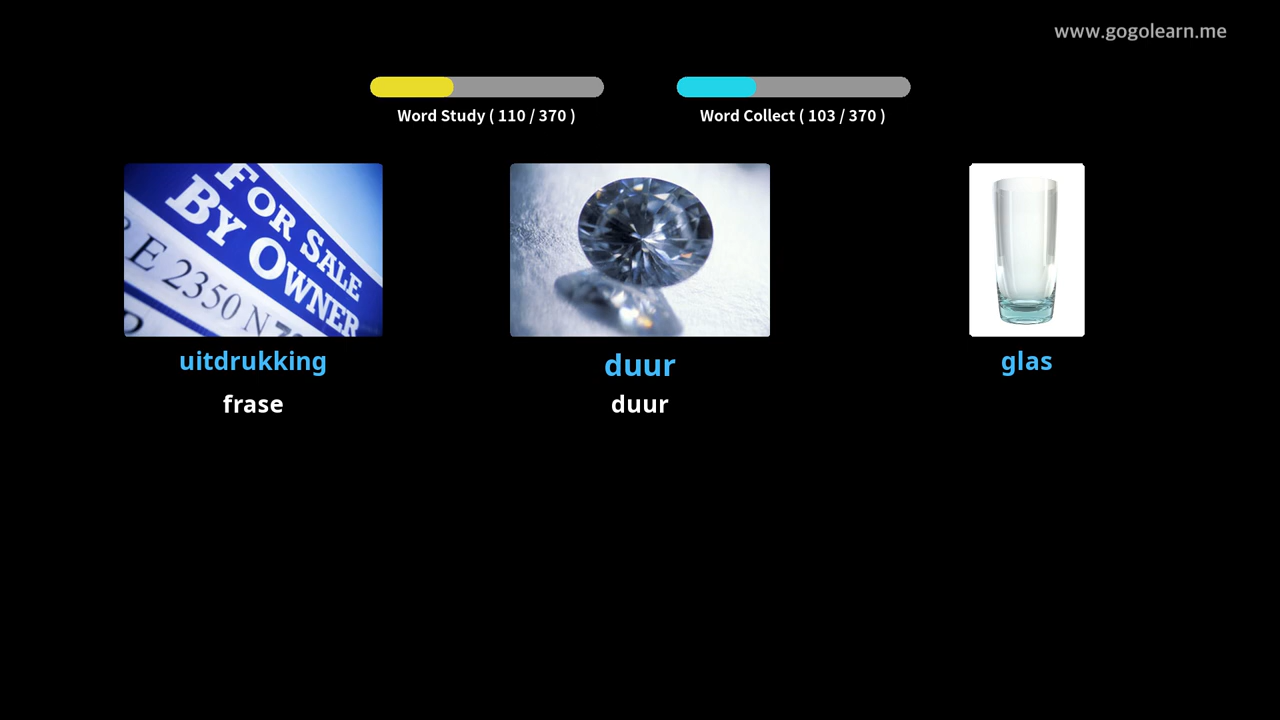 www.gogolearn.me
Word Study ( 110 / 370 )
Word Collect ( 103 / 370 )
FOR SALE
BY OWNER
E 2350 N
uitdrukking
duur
glas
frase
duur